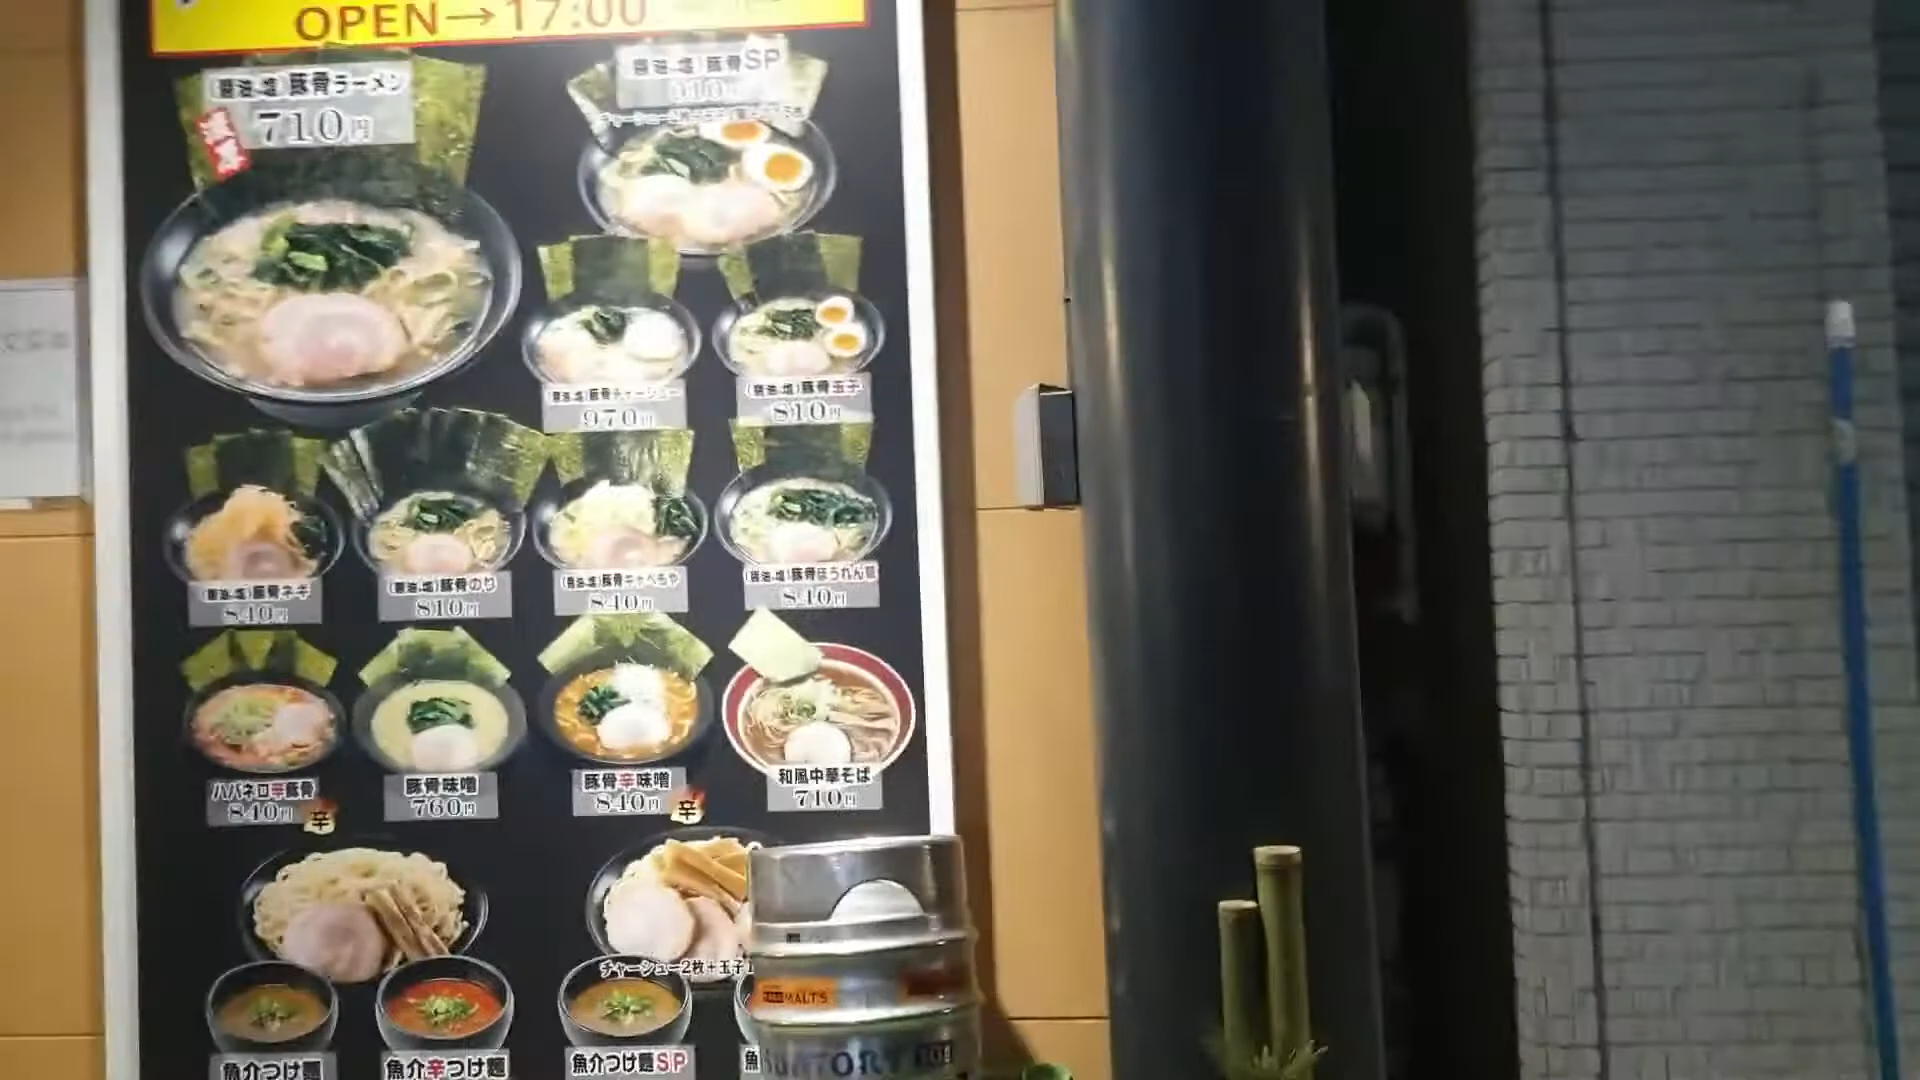 OPEN→17:00
(醤油・塩)豚骨ラーメン
710円
濃厚
(醤油・塩)豚骨SP
(醤油・塩)豚骨チャーシュー
970円
(醤油・塩)豚骨玉子
810円
(醤油・塩)豚骨ネギ
840円
(醤油・塩)豚骨のり
810円
(醤油・塩)豚骨キャベちゃ
840円
(醤油・塩)豚骨ほうれん草
840円
ハバネロ辛豚骨
840円
辛
豚骨味噌
760円
豚骨辛味噌
840円
辛
和風中華そば
710円
チャーシュー2枚+玉子1
魚介つけ麺
魚介辛つけ麺
魚介つけ麺SP
魚
MALT'S
SUNTORY